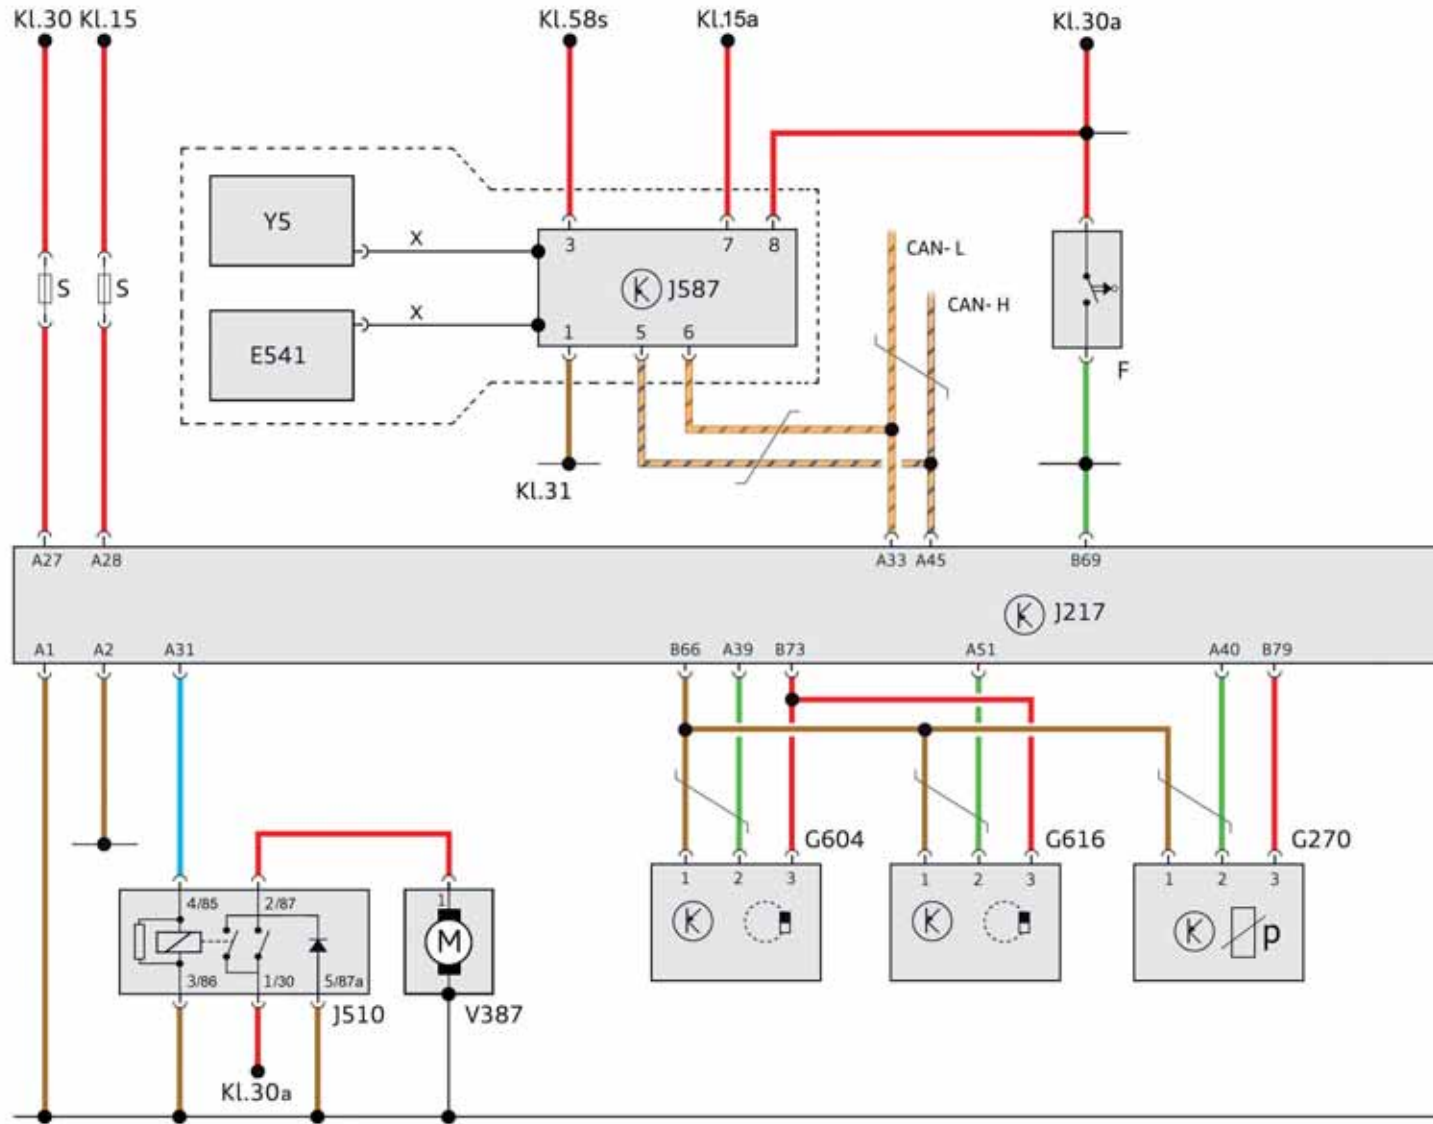 Kl.30 Kl.15 Kl.58s Kl.15a Kl.30a
Y5
X
3 7 8
CAN- L
S S
K J587
CAN- H
X
E541
1 5 6
F
Kl.31
A27 A28 A33 A45 B69
K J217
A1 A2 A31 B66 A39 B73 A51 A40 B79
G604 G616 G270
1 2 3 1 2 3 1 2 3
4/85 2/87 1
K K K p
M
3/86 1/30 5/87a
J510 V387
Kl.30a